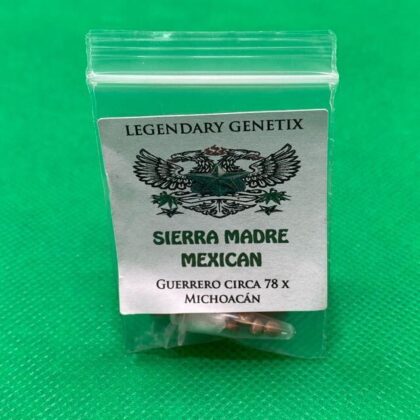 LEGENDARY GENETIX
SIERRA MADRE
MEXICAN
GUERRERO CIRCA 78 X
MICHOACÁN